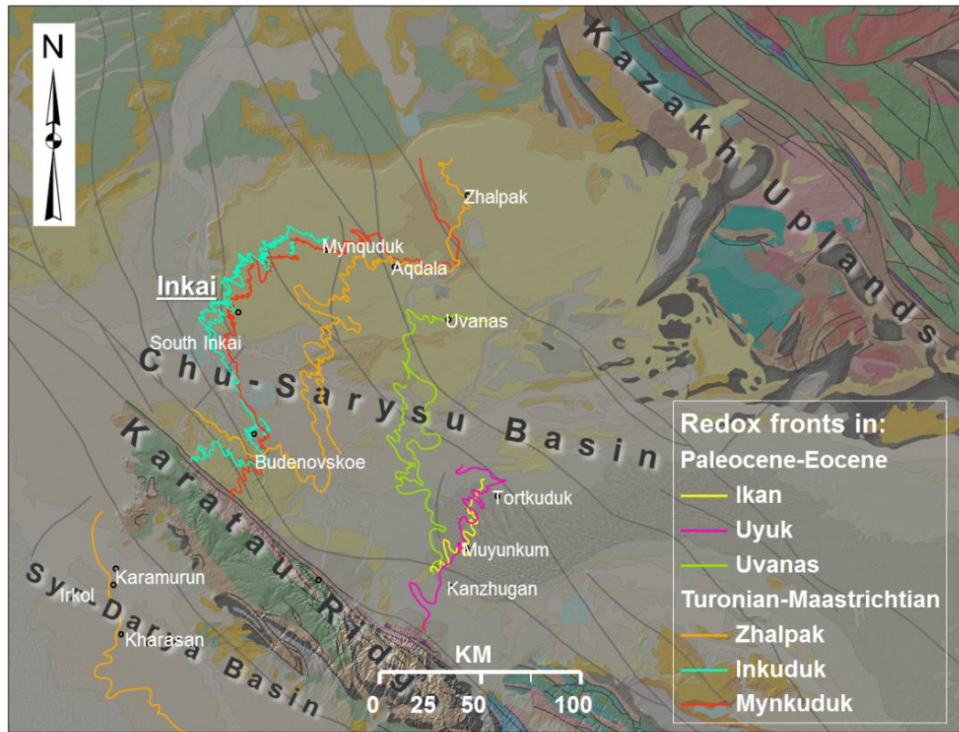 N
Kazakh Uplands
Zhalpak
Mynquduk
Aqdala
Inkai
Uvanas
South Inkai
Chu-Sarysu Basin
Karatau-Ridge
Budenovskoe
Tortkuduk
Muyunkum
Kanzhugan
Karamurun
Irkol
Kharasan
Syr-Darya Basin
KM
0 25 50 100
Redox fronts in:
Paleocene-Eocene
Ikan
Uyuk
Uvanas
Turonian-Maastrichtian
Zhalpak
Inkuduk
Mynkuduk